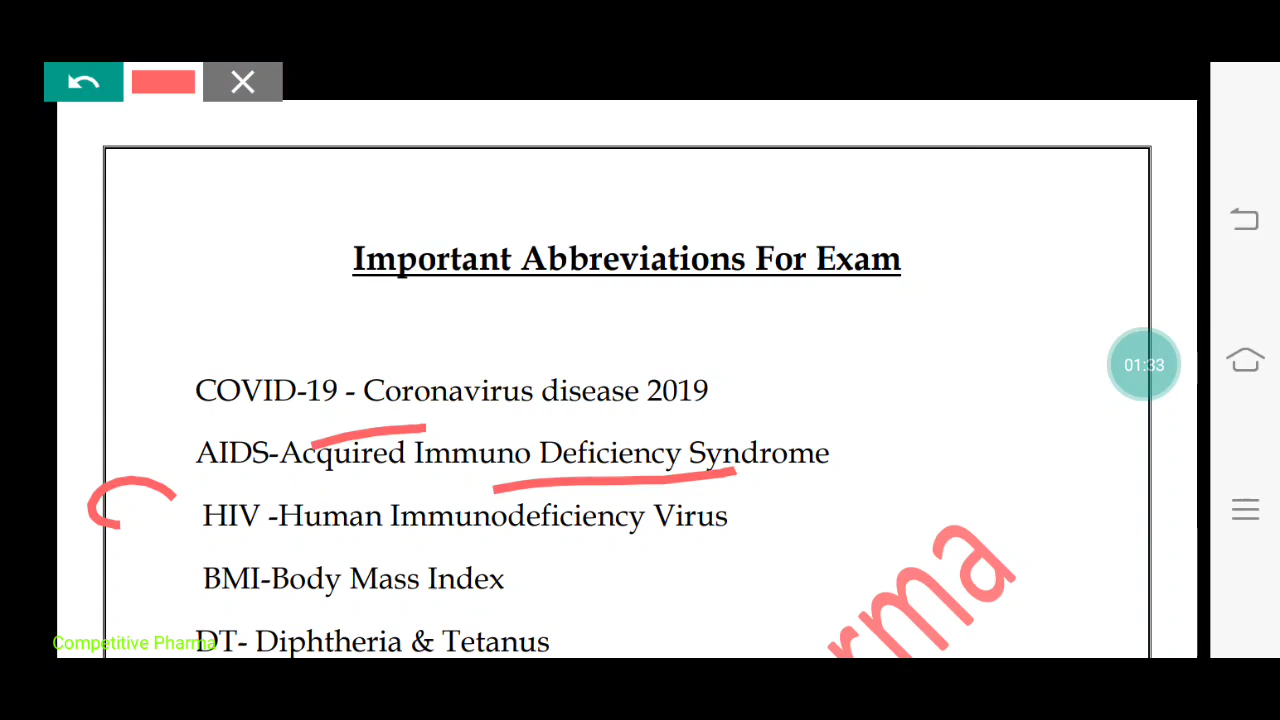 Important Abbreviations For Exam
COVID-19 - Coronavirus disease 2019
01:33
AIDS-Acquired Immuno Deficiency Syndrome
HIV -Human Immunodeficiency Virus
BMI-Body Mass Index
rma
DT- Diphtheria & Tetanus
Competitive Pharma